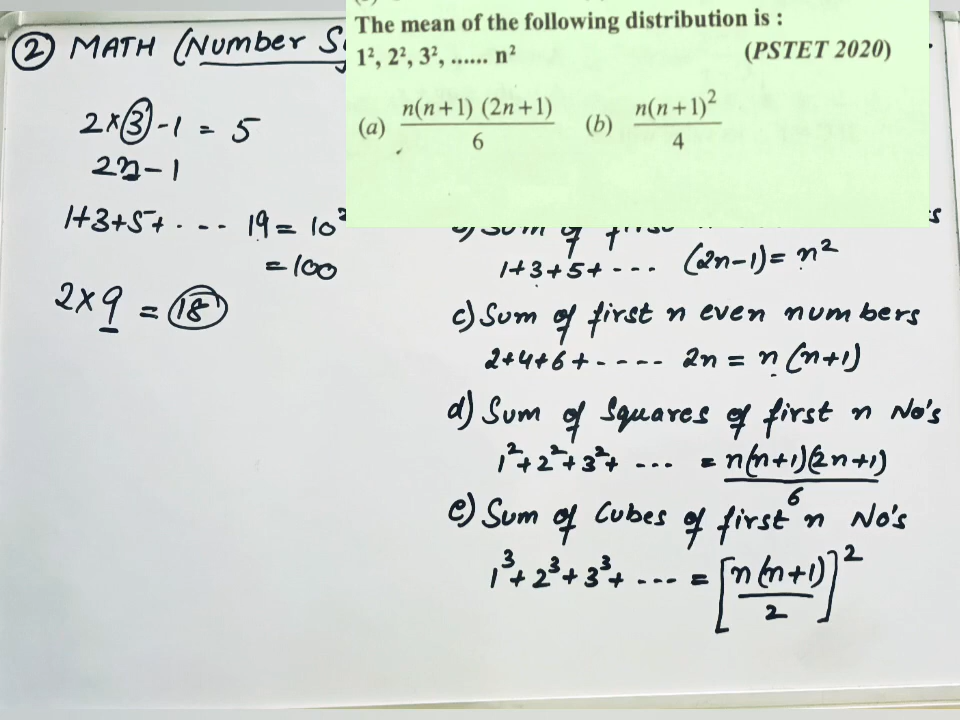 The mean of the following distribution is :
1², 2², 3², ...... n² (PSTET 2020)
(a) n(n+1) (2n+1) / 6 (b) n(n+1)² / 4
② MATH (Number
2×3-1 = 5
2n-1
1+3+5+ - - - 19 = 10²
= 100
2×9 = 18
1+3+5+ - - - (2n-1) = n²
c) Sum of first n even numbers
2+4+6+ - - - - 2n = n(n+1)
d) Sum of Squares of first n No's
1²+2²+3²+ - - - = n(n+1)(2n+1) / 6
e) Sum of Cubes of first n No's
1³+2³+3³+ - - - = [n(n+1) / 2]²